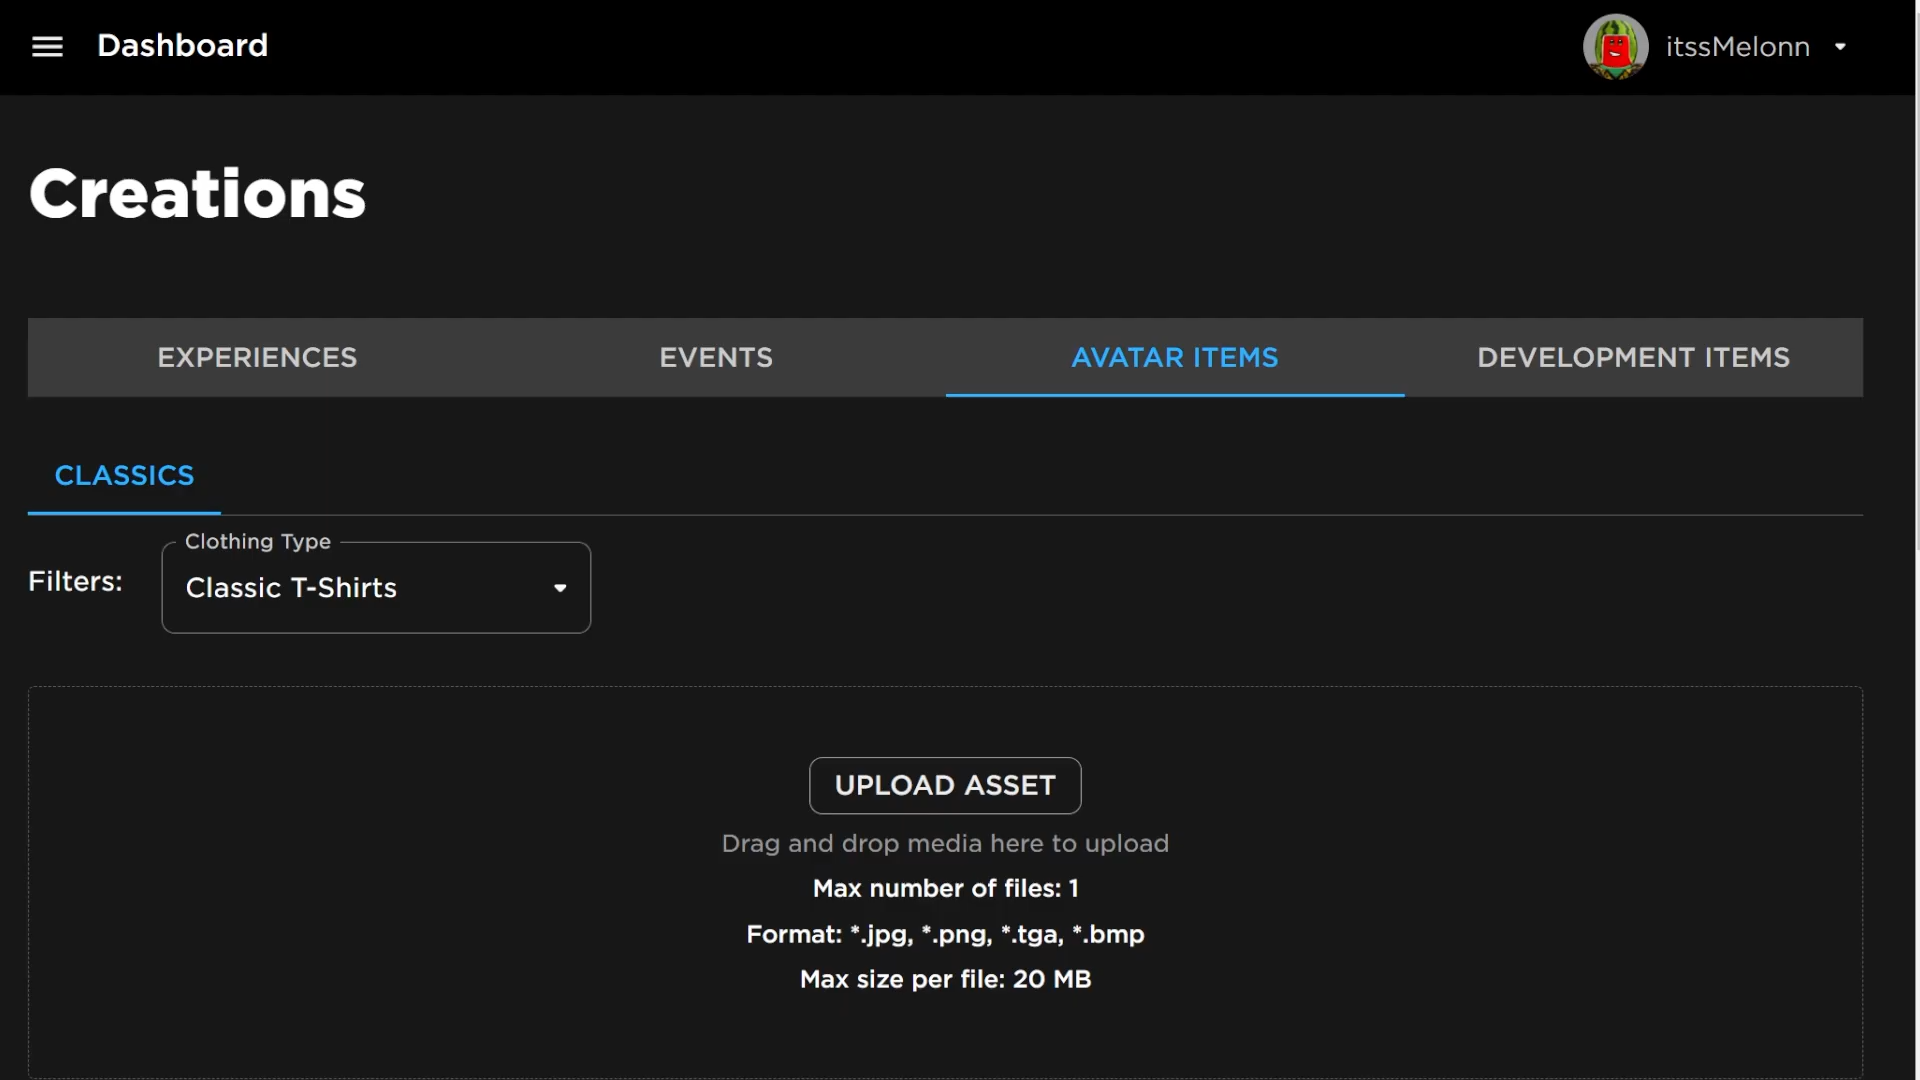 Dashboard
itssMelonn
Creations
EXPERIENCES
EVENTS
AVATAR ITEMS
DEVELOPMENT ITEMS
CLASSICS
Clothing Type
Filters:
Classic T-Shirts
UPLOAD ASSET
Drag and drop media here to upload
Max number of files: 1
Format: *.jpg, *.png, *.tga, *.bmp
Max size per file: 20 MB